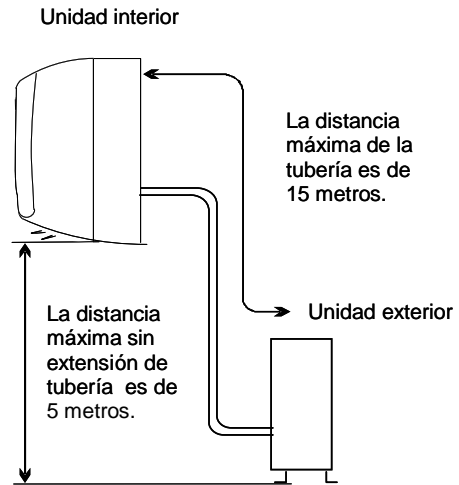 Unidad interior
La distancia
máxima de la
tubería es de
15 metros.
Unidad exterior
La distancia
máxima sin
extensión de
tubería es de
5 metros.